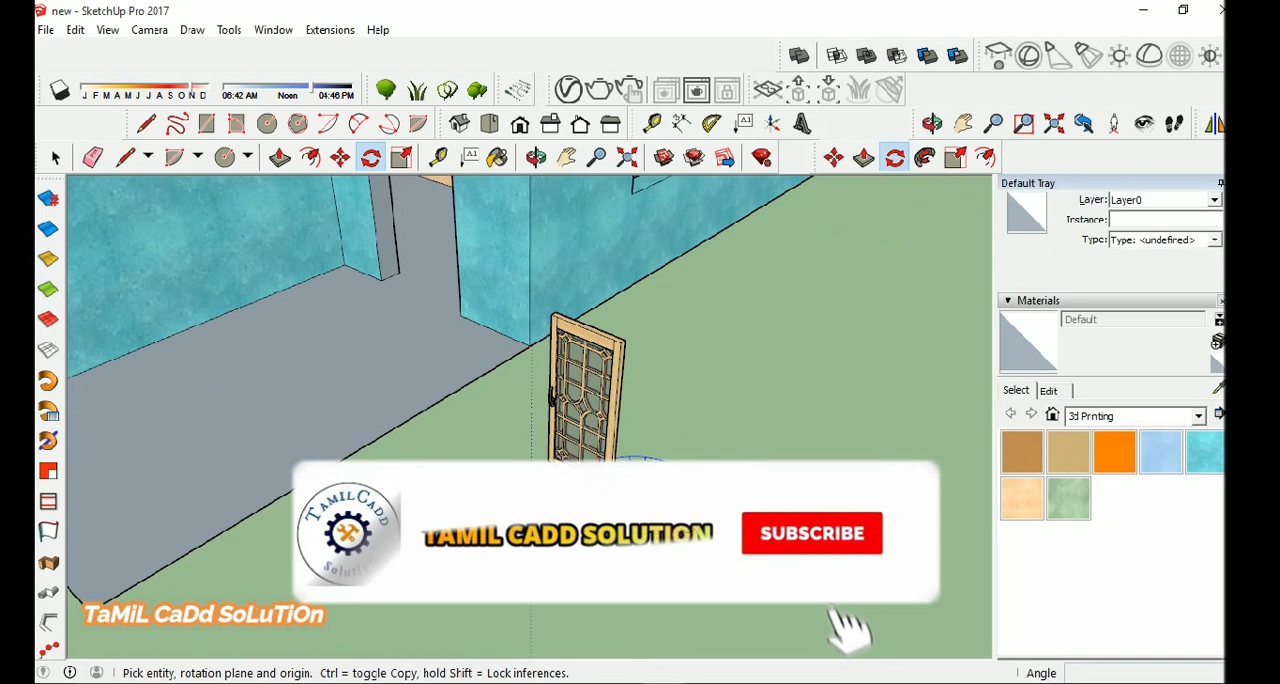 new - SketchUp Pro 2017
File Edit View Camera Draw Tools Window Extensions Help
J F M A M J J A S O N D
06:42 AM Noon 04:46 PM
Default Tray
Layer: Layer0
Instance:
Type: Type: <undefined>
Materials
Default
Select Edit
3d Printing
TAMILCADD
Solution
TAMIL CADD SOLUTION
SUBSCRIBE
TaMiL CaDd SoLuTiOn
Pick entity, rotation plane and origin. Ctrl = toggle Copy, hold Shift = Lock inferences.
Angle